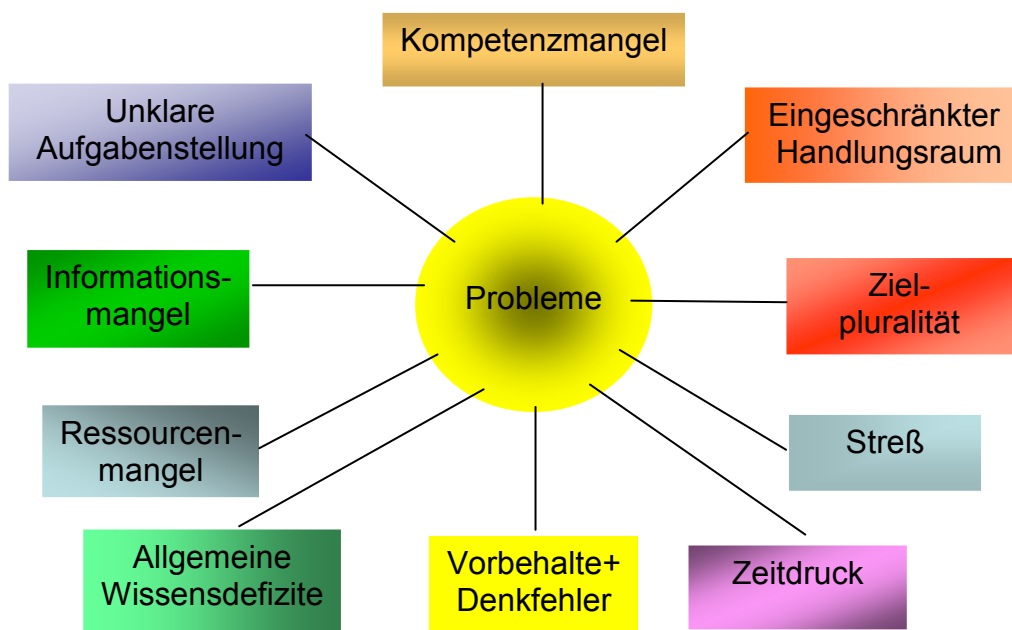 Kompetenzmangel
Unklare
Aufgabenstellung
Eingeschränkter
Handlungsraum
Informations-
mangel
Probleme
Ziel-
pluralität
Ressourcen-
mangel
Streß
Allgemeine
Wissensdefizite
Vorbehalte+
Denkfehler
Zeitdruck